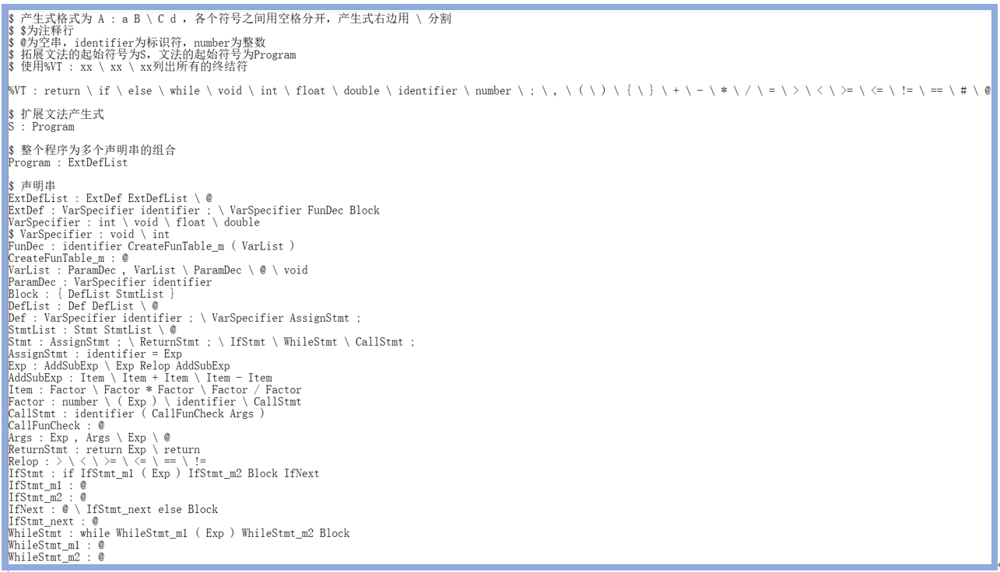 $ 产生式格式为 A : a B \ C d ，各个符号之间用空格分开，产生式右边用 \ 分割
$ $为注释行
$ @为空串，identifier为标识符，number为整数
$ 拓展文法的起始符号为S，文法的起始符号为Program
$ 使用%VT : xx \ xx \ xx列出所有的终结符
%VT : return \ if \ else \ while \ void \ int \ float \ double \ identifier \ number \ ; \ , \ ( \ ) \ { \ } \ + \ - \ * \ / \ = \ > \ < \ >= \ <= \ != \ == \ # \ @
$ 扩展文法产生式
S : Program
$ 整个程序为多个声明串的组合
Program : ExtDefList
$ 声明串
ExtDefList : ExtDef ExtDefList \ @
ExtDef : VarSpecifier identifier ; \ VarSpecifier FunDec Block
VarSpecifier : int \ void \ float \ double
$ VarSpecifier : void \ int
FunDec : identifier CreateFunTable_m ( VarList )
CreateFunTable_m : @
VarList : ParamDec , VarList \ ParamDec \ @ \ void
ParamDec : VarSpecifier identifier
Block : { DefList StmtList }
DefList : Def DefList \ @
Def : VarSpecifier identifier ; \ VarSpecifier AssignStmt ;
StmtList : Stmt StmtList \ @
Stmt : AssignStmt ; \ ReturnStmt ; \ IfStmt \ WhileStmt \ CallStmt ;
AssignStmt : identifier = Exp
Exp : AddSubExp \ Exp Relop AddSubExp
AddSubExp : Item \ Item + Item \ Item - Item
Item : Factor \ Factor * Factor \ Factor / Factor
Factor : number \ ( Exp ) \ identifier \ CallStmt
CallStmt : identifier ( CallFunCheck Args )
CallFunCheck : @
Args : Exp , Args \ Exp \ @
ReturnStmt : return Exp \ return
Relop : > \ < \ >= \ <= \ == \ !=
IfStmt : if IfStmt_m1 ( Exp ) IfStmt_m2 Block IfNext
IfStmt_m1 : @
IfStmt_m2 : @
IfNext : @ \ IfStmt_next else Block
IfStmt_next : @
WhileStmt : while WhileStmt_m1 ( Exp ) WhileStmt_m2 Block
WhileStmt_m1 : @
WhileStmt_m2 : @